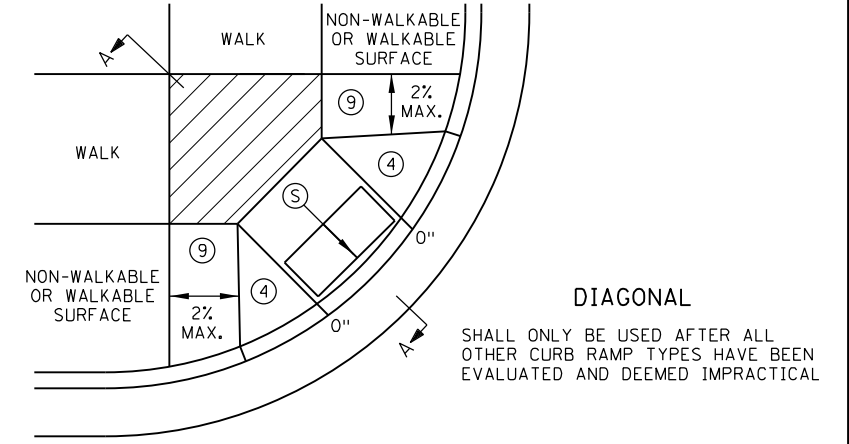 NON-WALKABLE
OR WALKABLE
SURFACE
WALK
A
9
2%
MAX.
WALK
4
S
0"
9
NON-WALKABLE
OR WALKABLE
SURFACE
4
2%
MAX.
0"
A
DIAGONAL
SHALL ONLY BE USED AFTER ALL
OTHER CURB RAMP TYPES HAVE BEEN
EVALUATED AND DEEMED IMPRACTICAL